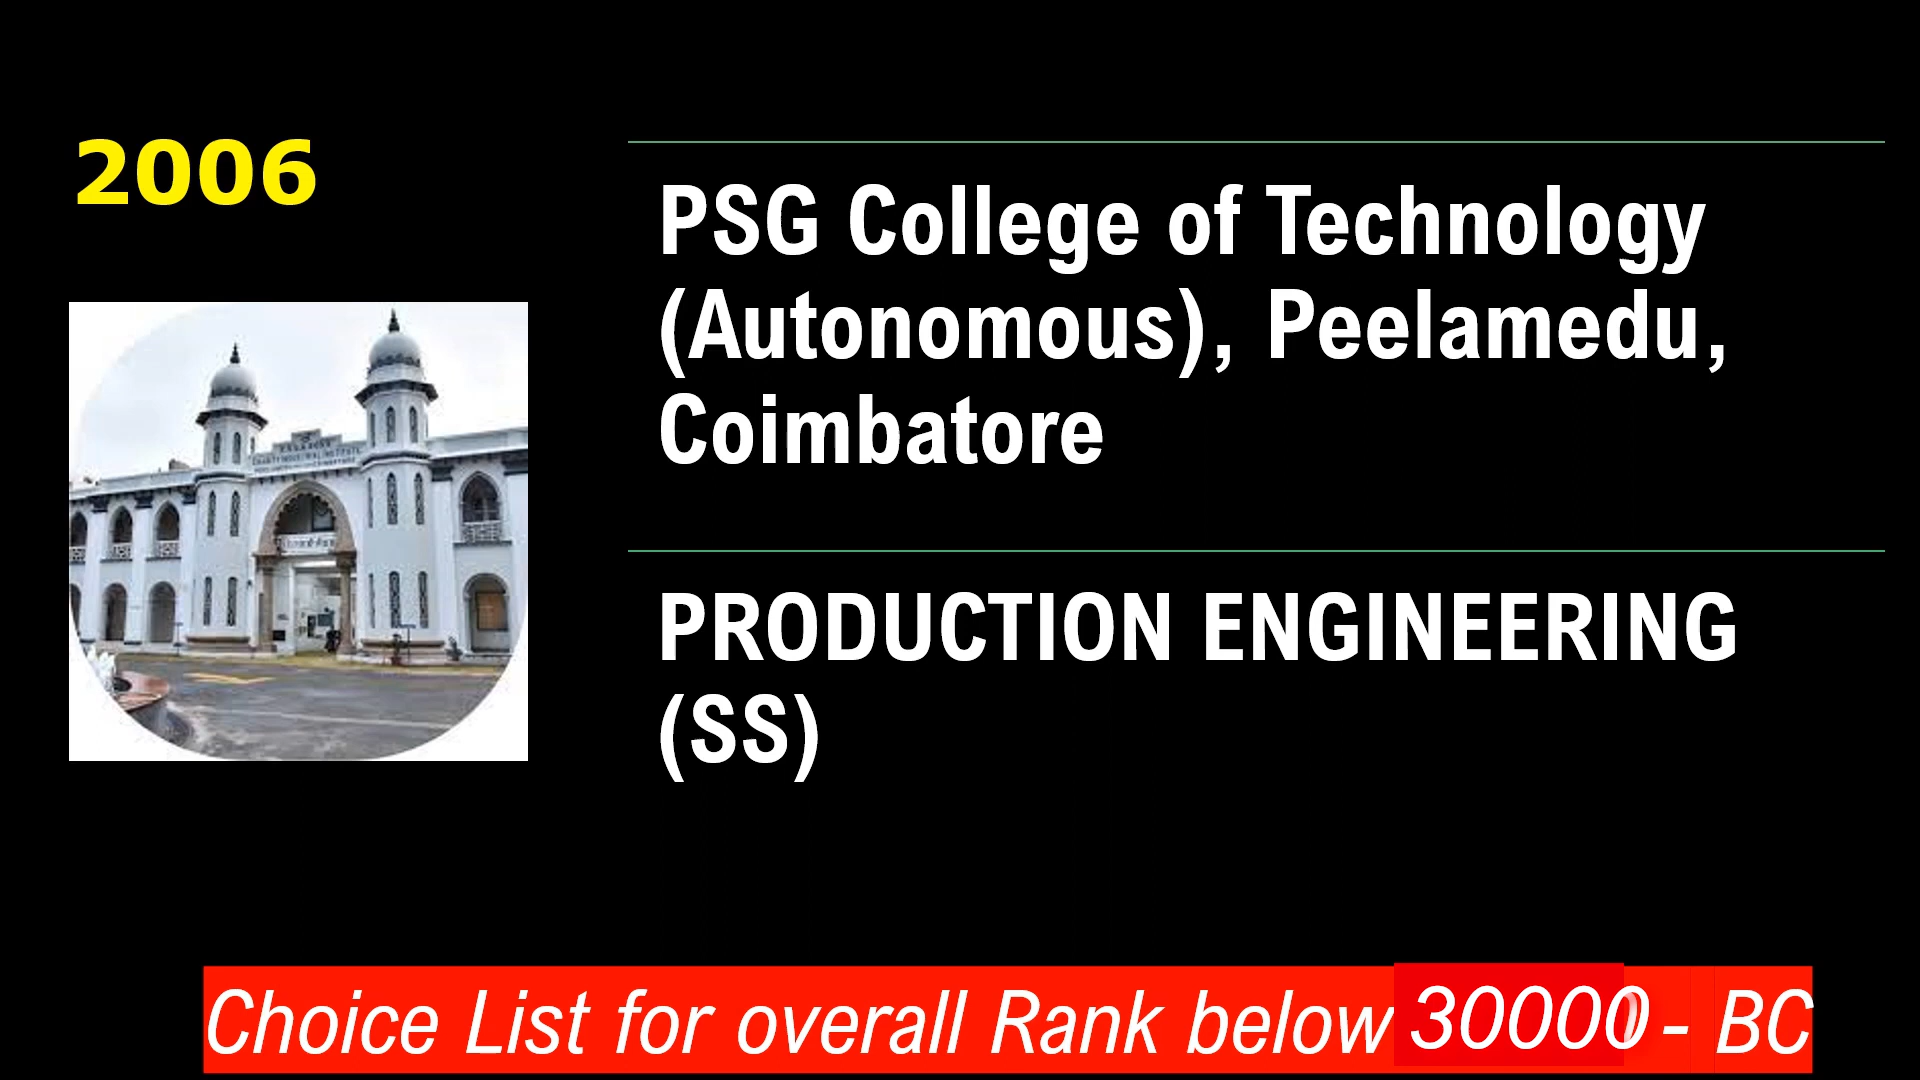 2006
PSG College of Technology
(Autonomous), Peelamedu,
Coimbatore
PRODUCTION ENGINEERING
(SS)
Choice List for overall Rank below 30000 - BC